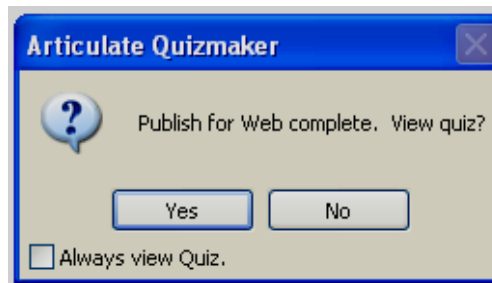 Articulate Quizmaker
Publish for Web complete. View quiz?
Yes No
Always view Quiz.